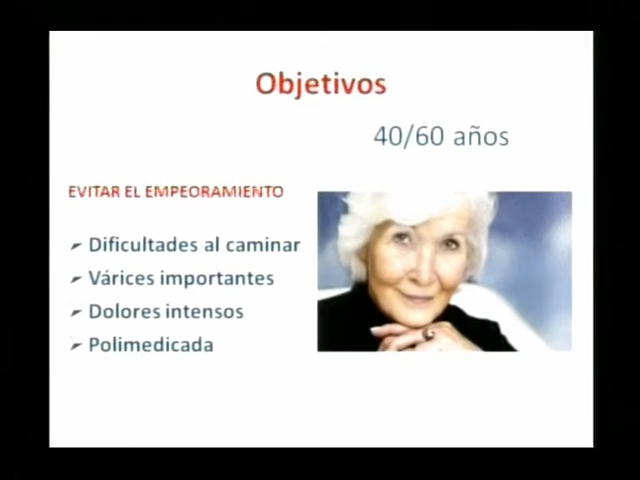 Objetivos
40/60 años
EVITAR EL EMPEORAMIENTO
Dificultades al caminar
Várices importantes
Dolores intensos
Polimedicada